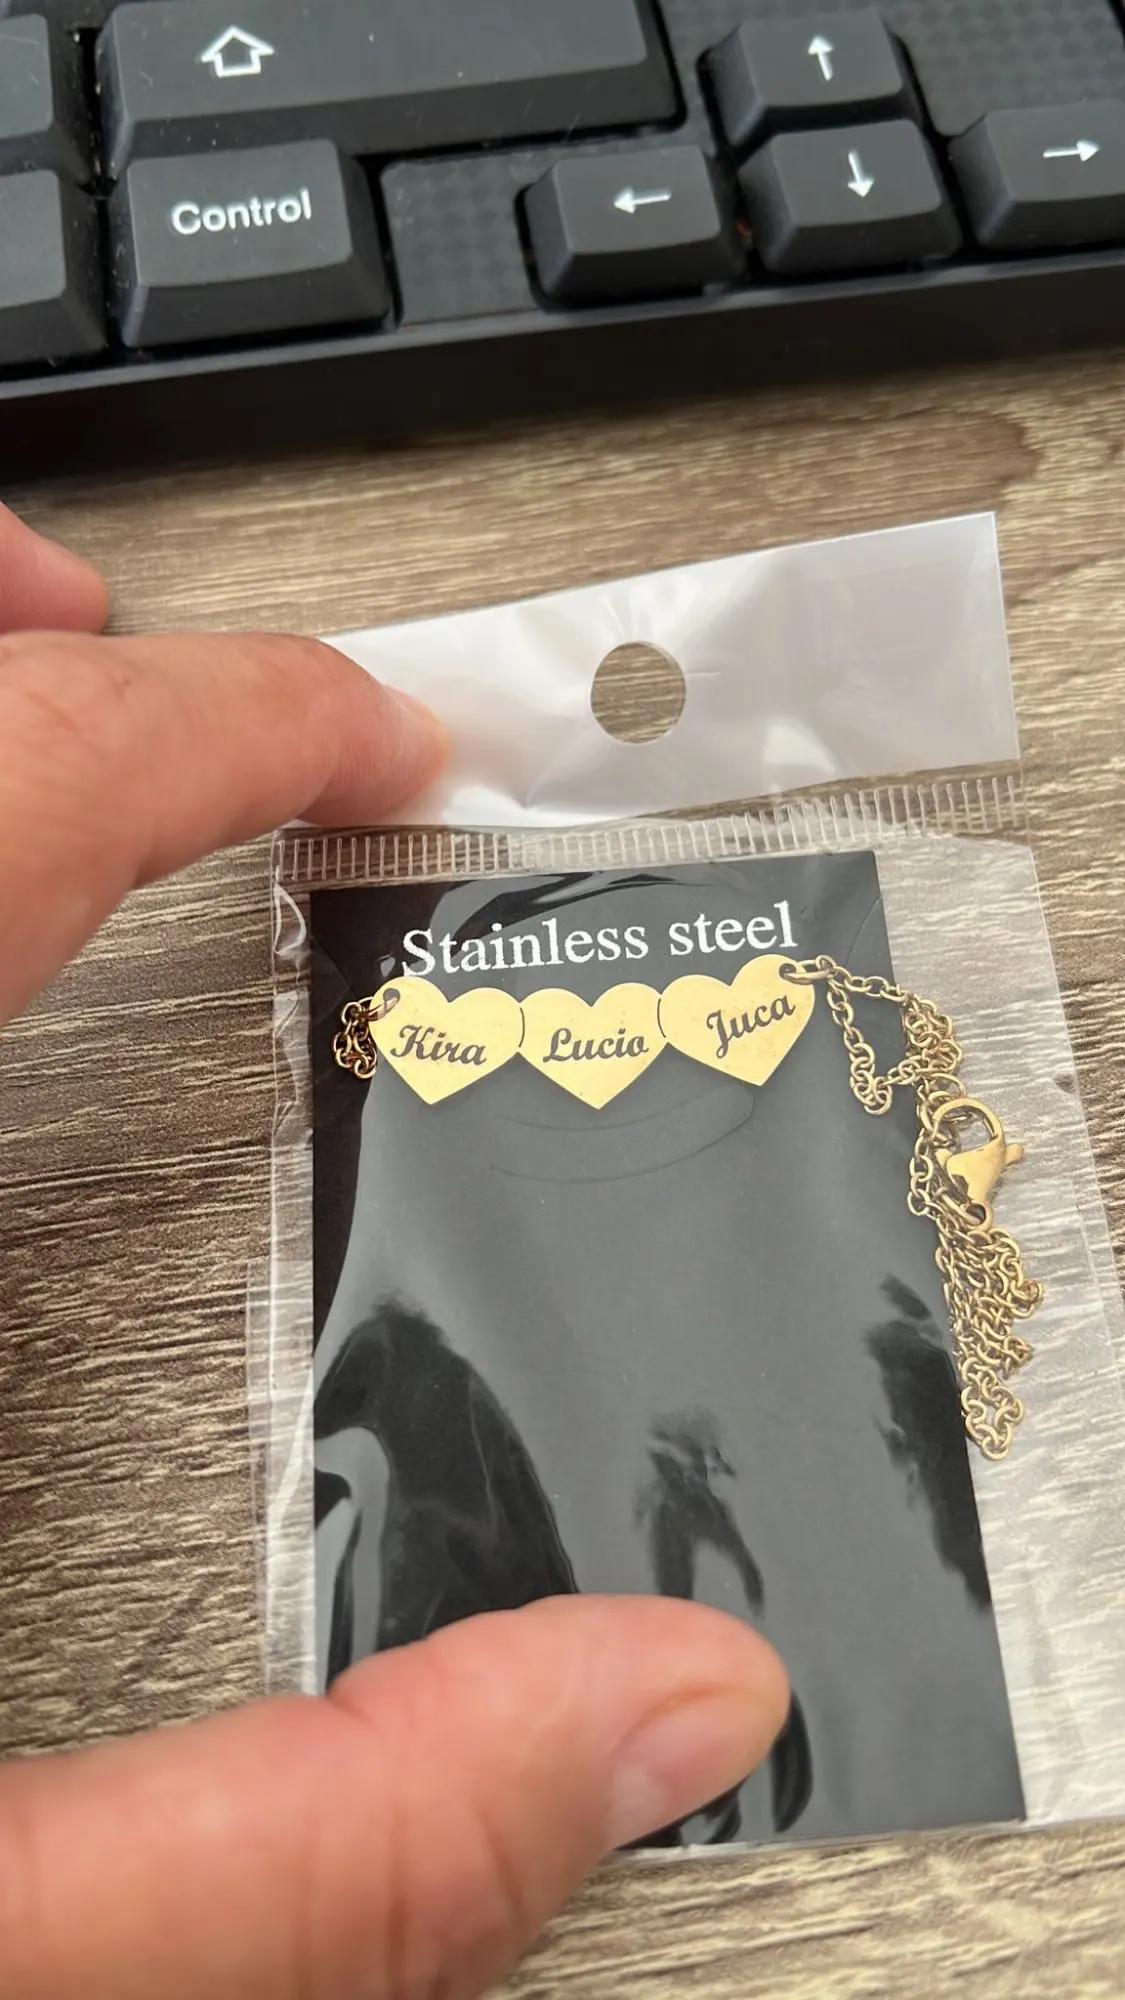 Control
Stainless steel
Kira Lucio Juca